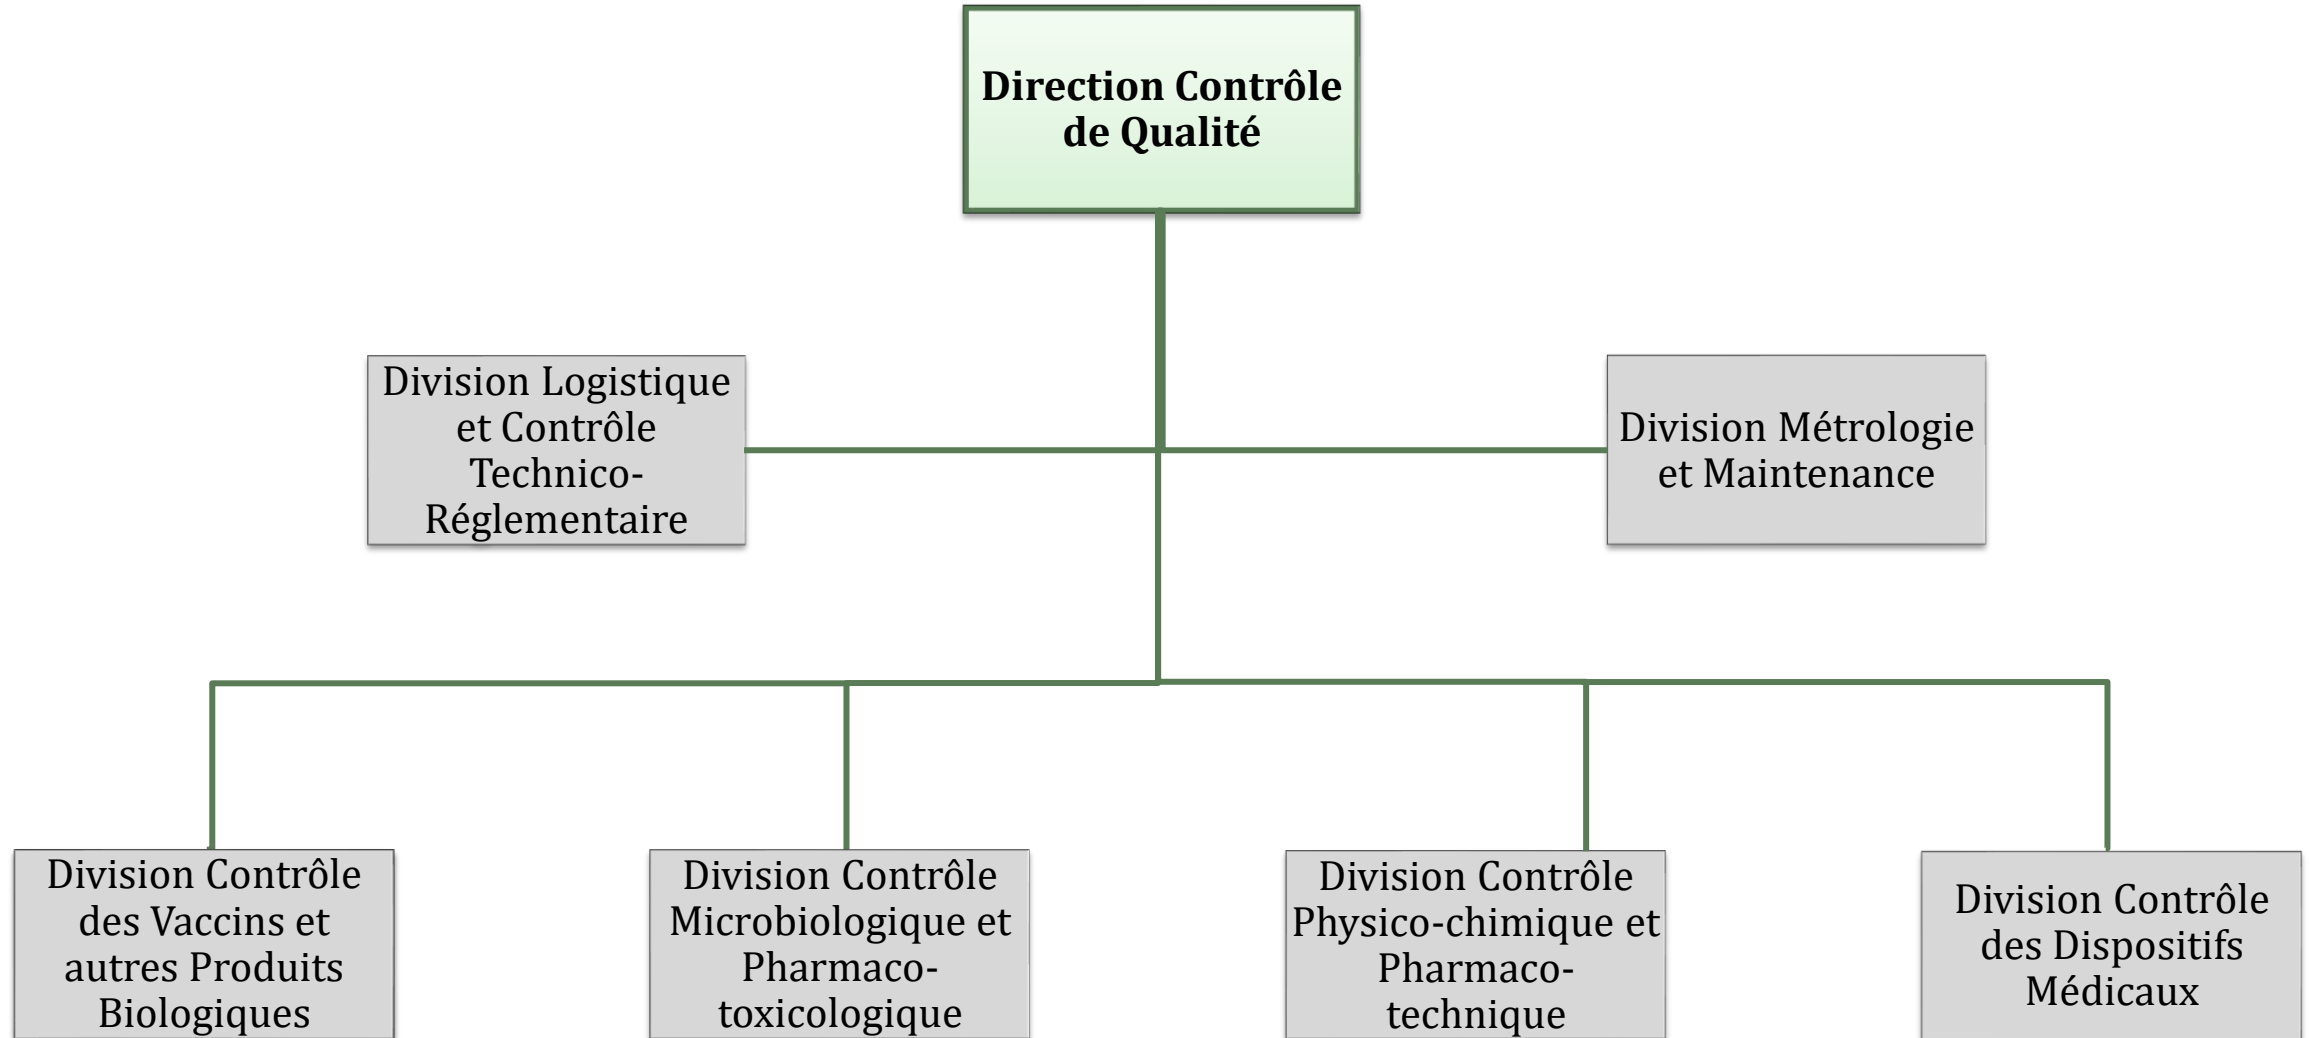 Direction Contrôle
de Qualité
Division Logistique
et Contrôle
Technico-
Réglementaire
Division Métrologie
et Maintenance
Division Contrôle
des Vaccins et
autres Produits
Biologiques
Division Contrôle
Microbiologique et
Pharmaco-
toxicologique
Division Contrôle
Physico-chimique et
Pharmaco-
technique
Division Contrôle
des Dispositifs
Médicaux